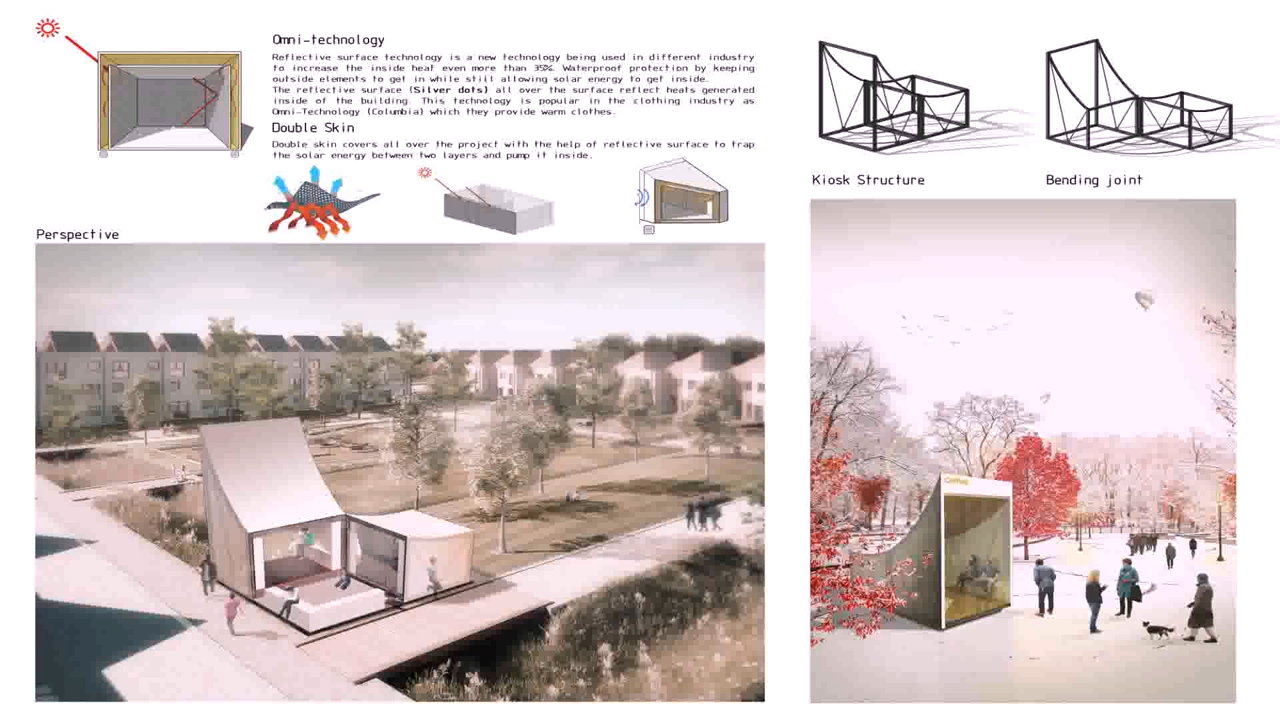 Omni-technology
Reflective surface technology is a new technology being used in different industry
to increase the inside heat even more than 35%. Waterproof protection by keeping
outside elements to get in while still allowing solar energy to get inside.
The reflective surface (Silver dots) all over the surface reflect heats generated
inside of the building. This technology is popular in the clothing industry as
Omni-Technology (Columbia) which they provide warm clothes.
Double Skin
Double skin covers all over the project with the help of reflective surface to trap
the solar energy between two layers and pump it inside.
Kiosk Structure
Bending joint
Perspective